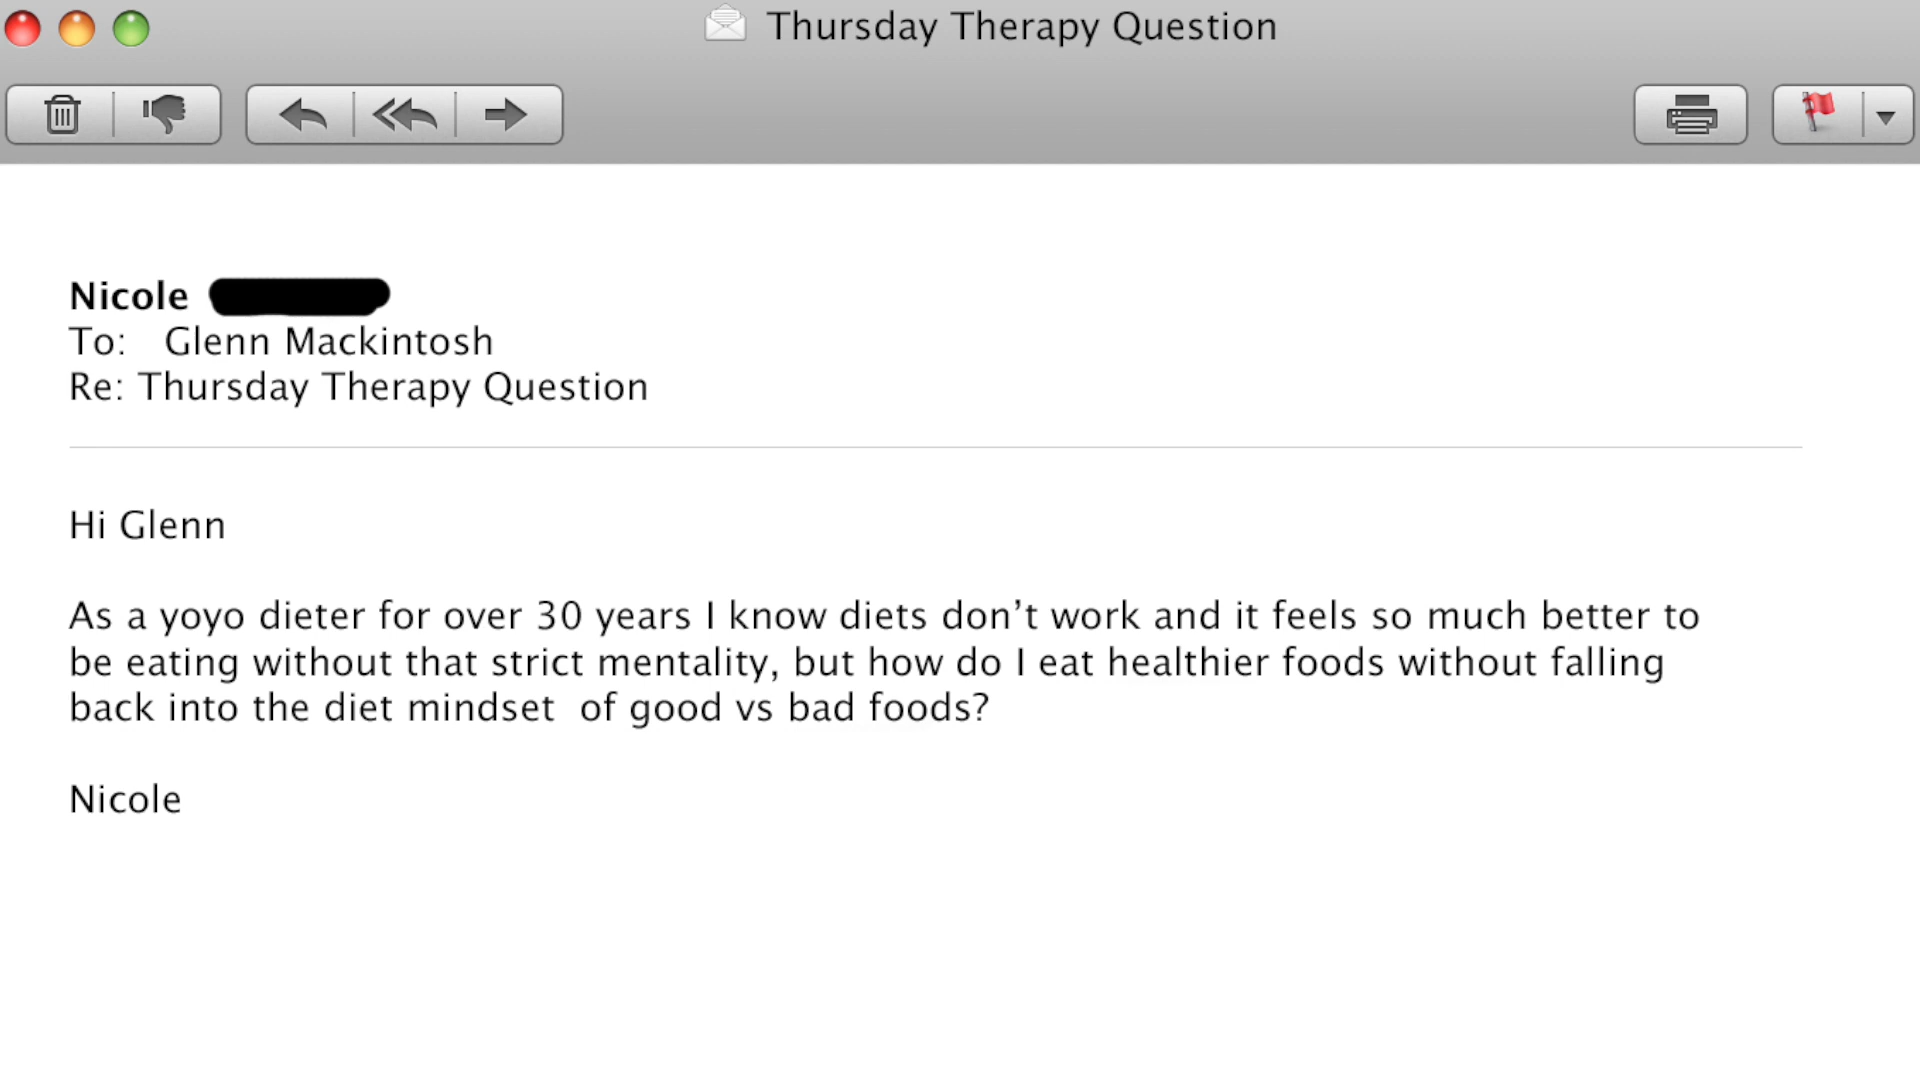 Thursday Therapy Question
Nicole
To: Glenn Mackintosh
Re: Thursday Therapy Question
Hi Glenn
As a yoyo dieter for over 30 years I know diets don’t work and it feels so much better to
be eating without that strict mentality, but how do I eat healthier foods without falling
back into the diet mindset  of good vs bad foods?
Nicole